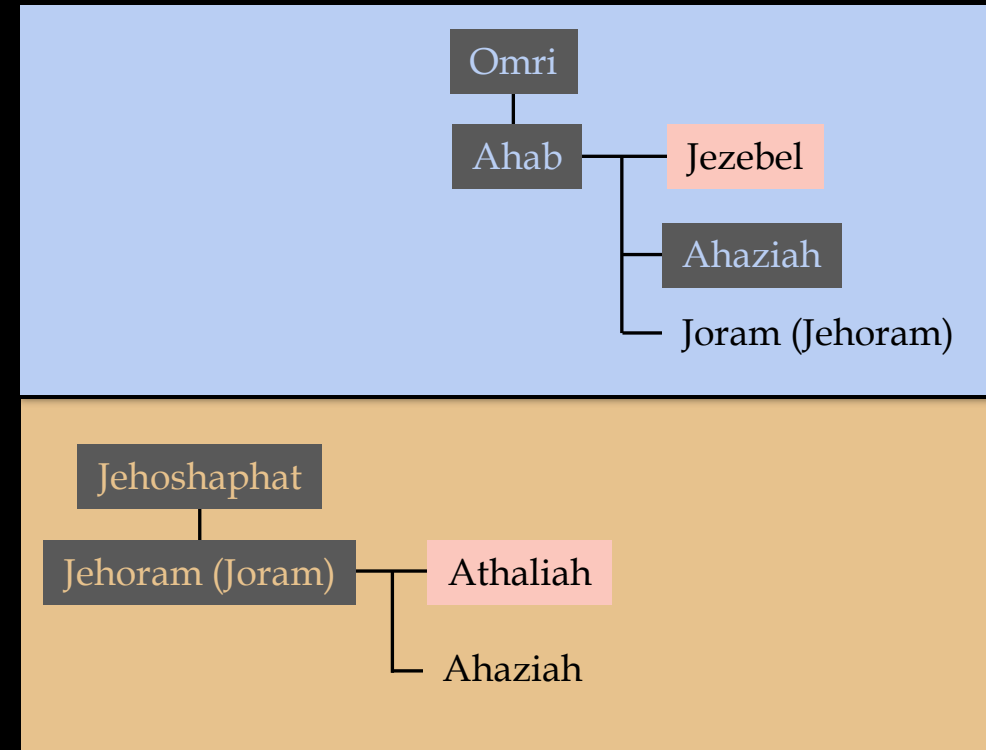 Omri
Ahab
Jezebel
Ahaziah
Joram (Jehoram)
Jehoshaphat
Jehoram (Joram)
Athaliah
Ahaziah